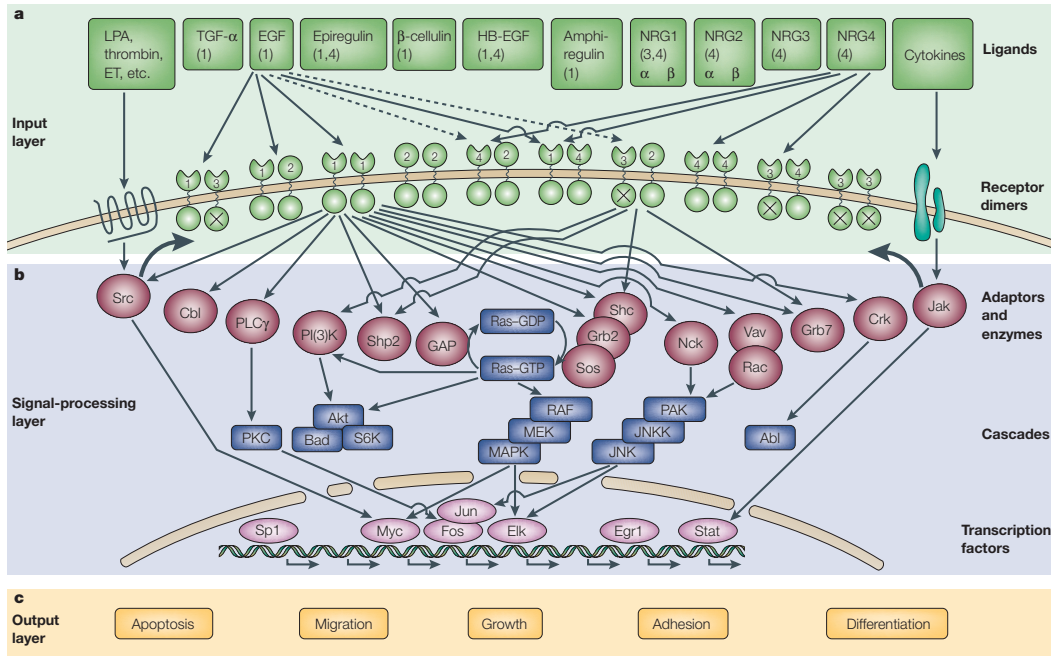 a
LPA,
thrombin,
ET, etc.
TGF-α
(1)
EGF
(1)
Epiregulin
(1,4)
β-cellulin
(1)
HB-EGF
(1,4)
Amphi-
regulin
(1)
NRG1
(3,4)
α β
NRG2
(4)
α β
NRG3
(4)
NRG4
(4)
Cytokines
Ligands
Input
layer
1 3
1 2
1 1
2 2
4 2
1 4
3 2
4 4
3 4
3 3
Receptor
dimers
b
Src
Cbl
PLCγ
PI(3)K
Shp2
GAP
Ras–GDP
Ras–GTP
Shc
Grb2
Sos
Nck
Vav
Rac
Grb7
Crk
Jak
Adaptors
and
enzymes
Signal-processing
layer
PKC
Akt
Bad
S6K
RAF
MEK
MAPK
PAK
JNKK
JNK
Abl
Cascades
Sp1
Myc
Jun
Fos
Elk
Egr1
Stat
Transcription
factors
c
Output
layer
Apoptosis
Migration
Growth
Adhesion
Differentiation